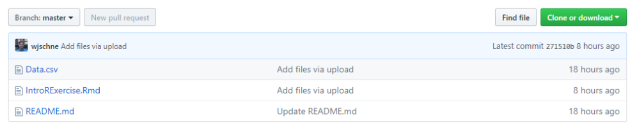 Branch: master New pull request Find file Clone or download
wjschne Add files via upload Latest commit 271510b 8 hours ago
Data.csv Add files via upload 18 hours ago
IntroRExercise.Rmd Add files via upload 8 hours ago
README.md Update README.md 18 hours ago